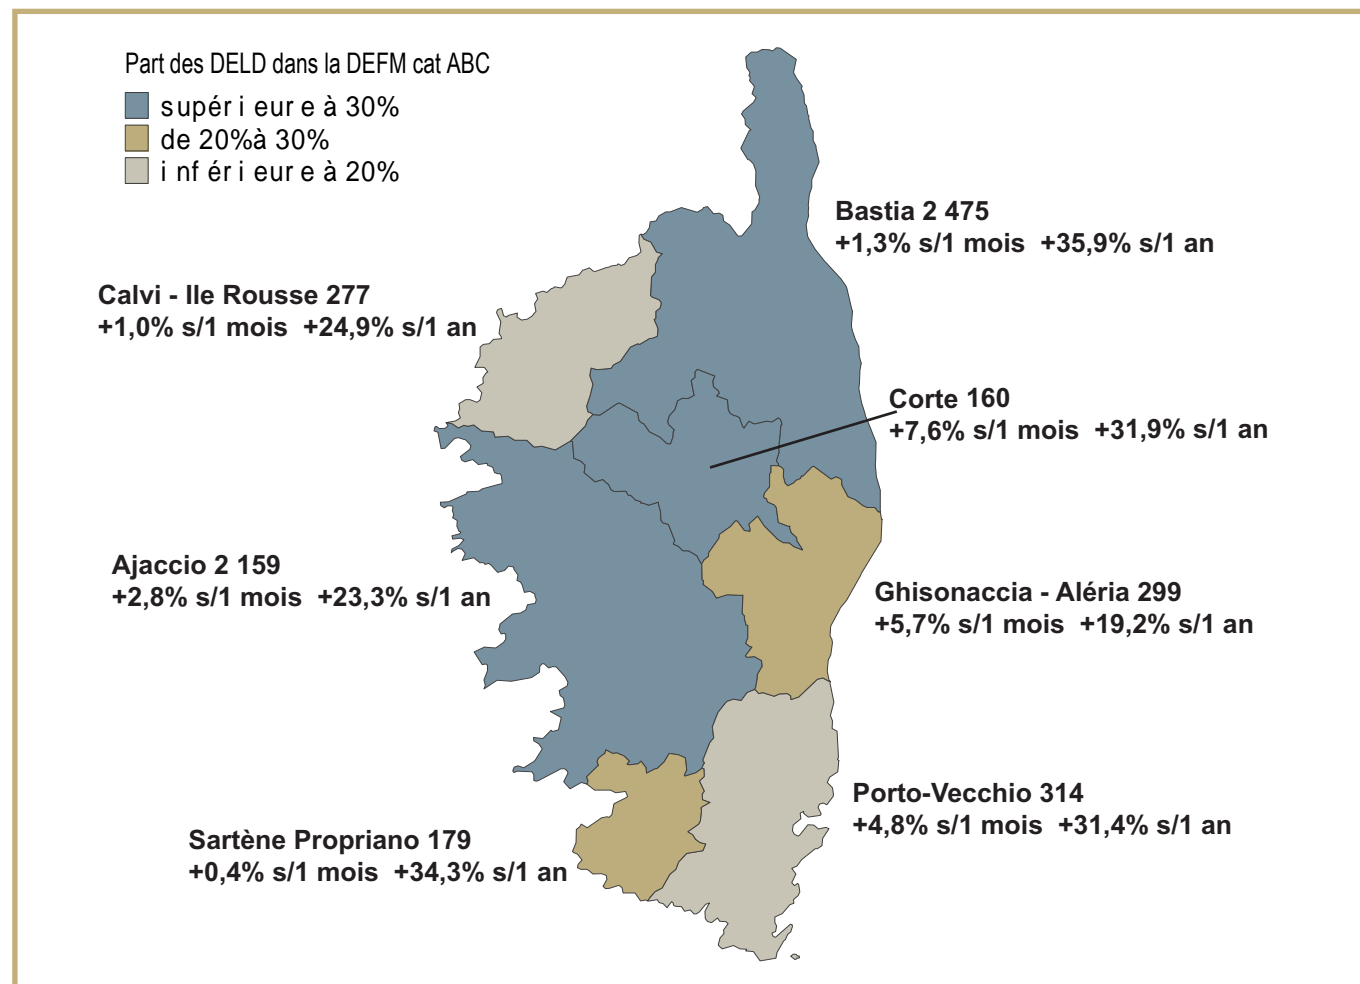 Part des DELD dans la DEFM cat ABC
supérieure à 30%
de 20%à 30%
inférieure à 20%
Bastia 2 475
+1,3% s/1 mois +35,9% s/1 an
Calvi - Ile Rousse 277
+1,0% s/1 mois +24,9% s/1 an
Corte 160
+7,6% s/1 mois +31,9% s/1 an
Ajaccio 2 159
+2,8% s/1 mois +23,3% s/1 an
Ghisonaccia - Aléria 299
+5,7% s/1 mois +19,2% s/1 an
Porto-Vecchio 314
+4,8% s/1 mois +31,4% s/1 an
Sartène Propriano 179
+0,4% s/1 mois +34,3% s/1 an